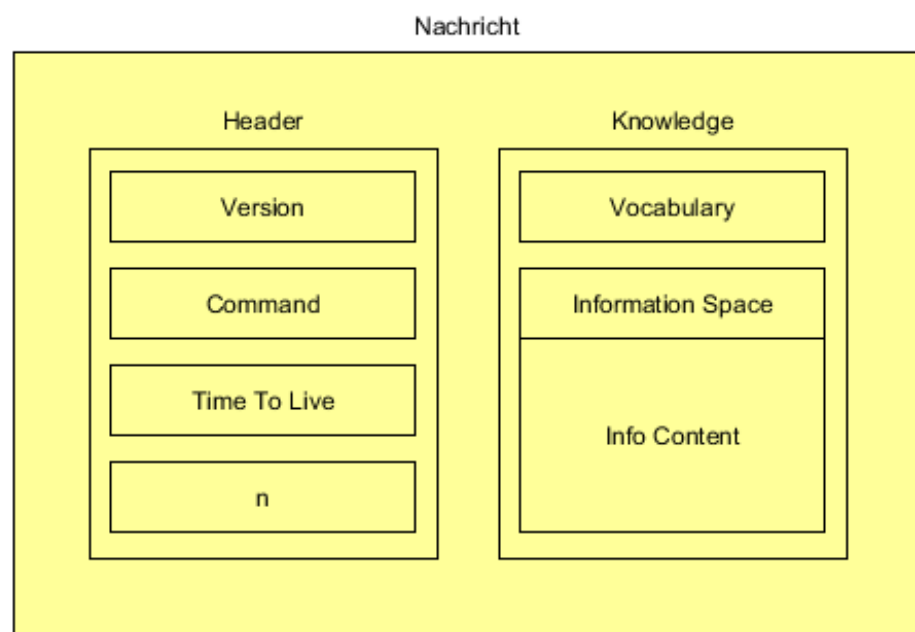 Nachricht
Header
Version
Command
Time To Live
n
Knowledge
Vocabulary
Information Space
Info Content